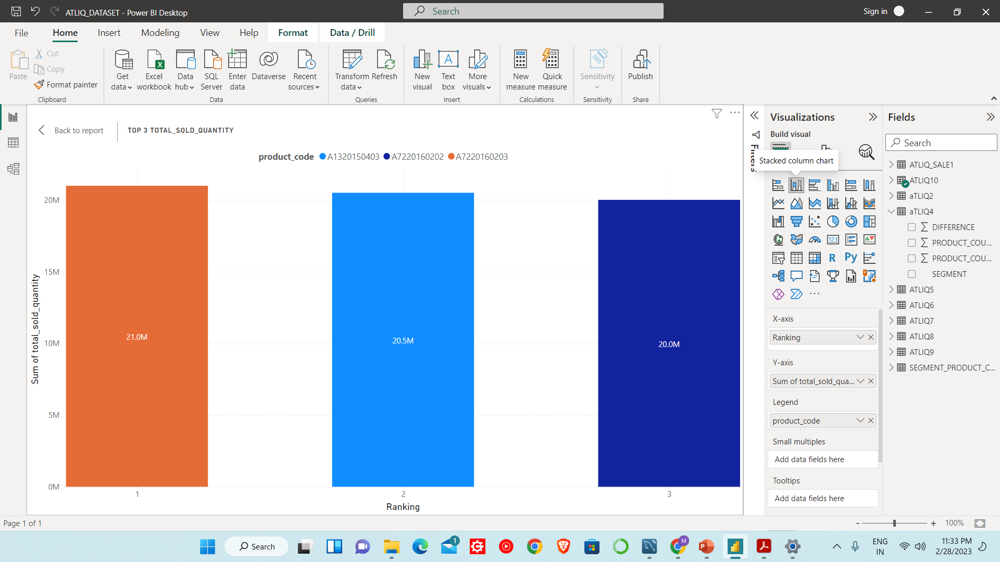 ATLIQ_DATASET - Power BI Desktop
Search
Sign in
File Home Insert Modeling View Help Format Data / Drill
Paste
Cut
Copy
Format painter
Clipboard
Get data
Excel workbook
Data hub
SQL Server
Enter data
Dataverse
Recent sources
Data
Transform data
Refresh
Queries
New visual
Text box
More visuals
Insert
New measure
Quick measure
Calculations
Sensitivity
Sensitivity
Publish
Share
Back to report
TOP 3 TOTAL_SOLD_QUANTITY
product_code A1320150403 A7220160202 A7220160203
Sum of total_sold_quantity
20M
15M
10M
5M
0M
21.0M
20.5M
20.0M
1 2 3
Ranking
Filters
Visualizations
Build visual
Stacked column chart
123
R
Py
X-axis
Ranking
Y-axis
Sum of total_sold_qua...
Legend
product_code
Small multiples
Add data fields here
Tooltips
Add data fields here
Fields
Search
ATLIQ_SALE1
ATLIQ10
aTLIQ2
aTLIQ4
DIFFERENCE
PRODUCT_COU...
PRODUCT_COU...
SEGMENT
ATLIQ5
ATLIQ6
ATLIQ7
ATLIQ8
ATLIQ9
SEGMENT_PRODUCT_C...
Page 1 of 1
- + 100%
Search
1
M
P
ENG
IN
11:33 PM
2/28/2023